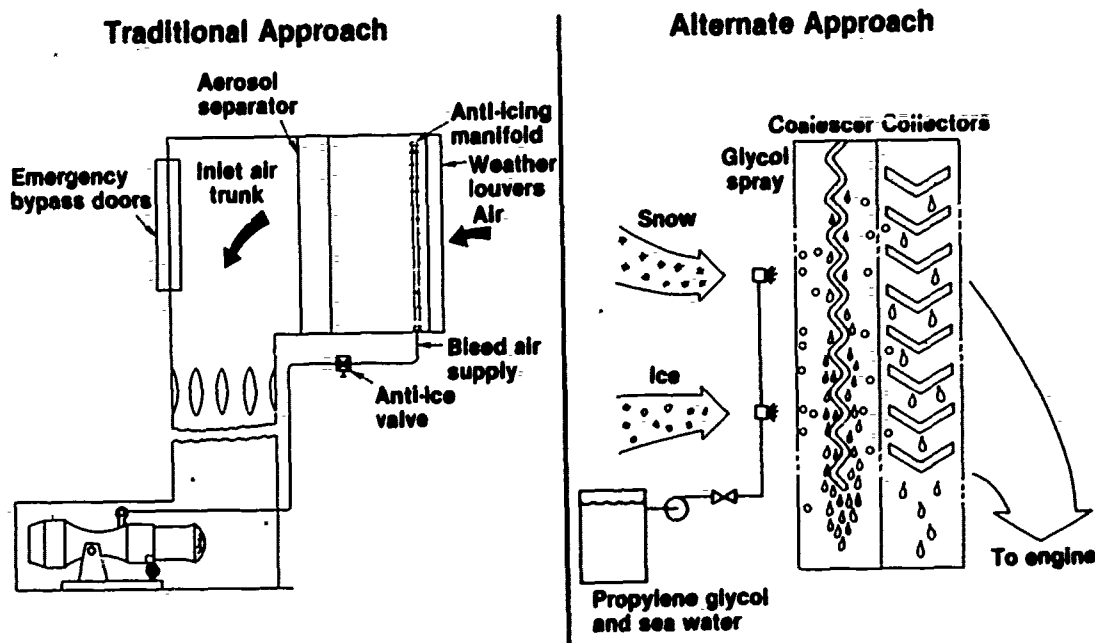 Traditional Approach
Aerosol
separator
Anti-icing
manifold
Emergency
bypass doors
Inlet air
trunk
Weather
louvers
Air
Bleed air
supply
Anti-ice
valve
Alternate Approach
Coalescer Collectors
Glycol
spray
Snow
Ice
Propylene glycol
and sea water
To engine